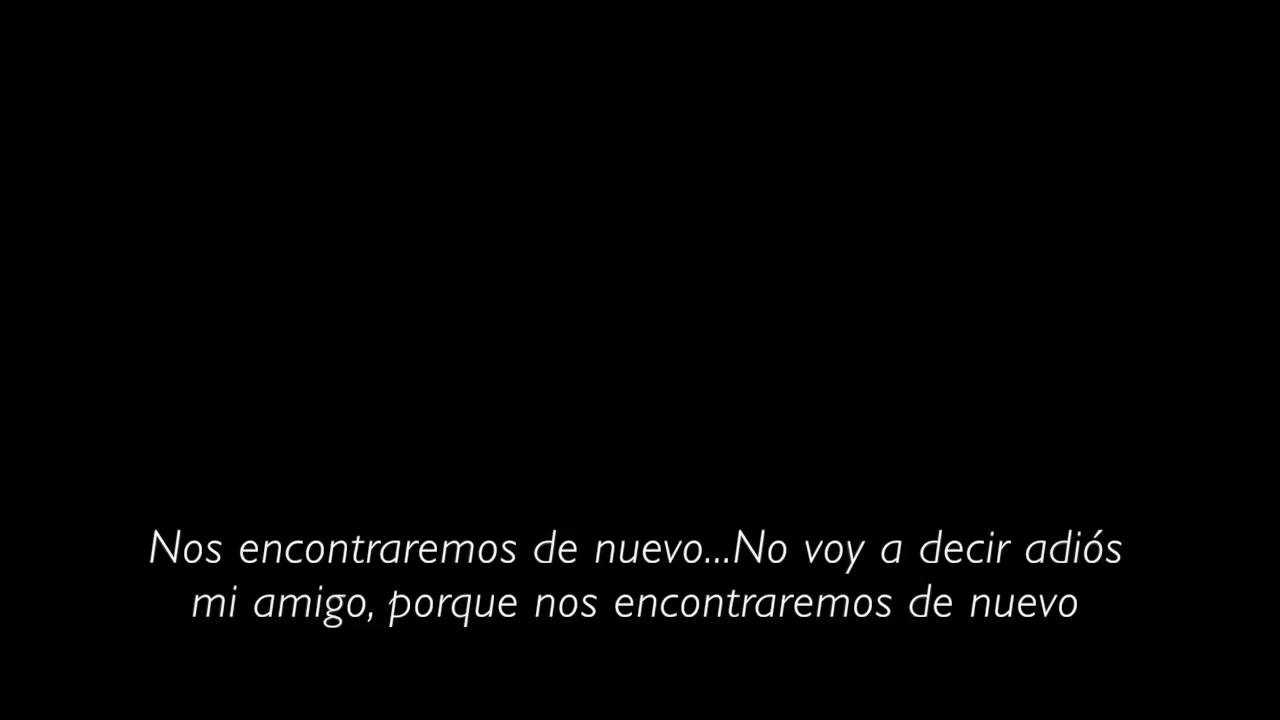 Nos encontraremos de nuevo...No voy a decir adiós
mi amigo, porque nos encontraremos de nuevo